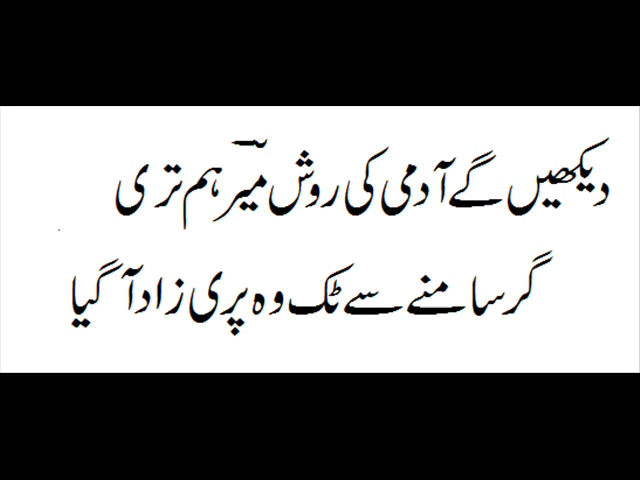 دیکھیں گے آدمی کی روش میرؔ ہم تری
گر سامنے سے ٹک وہ پری زاد آ گیا